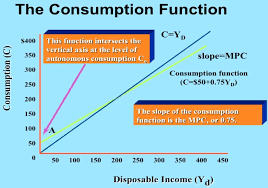 The Consumption Function
This function intersects the
vertical axis at the level of
autonomous consumption C
C=YD
slope=MPC
Consumption function
(C=$50+0.75YD)
The slope of the consumption
function is the MPC, or 0.75.
Consumption (C)
$400
350
300
250
200
150
100
50
0
A
50 100 150 200 250 300 350 400 450
Disposable Income (Yd)